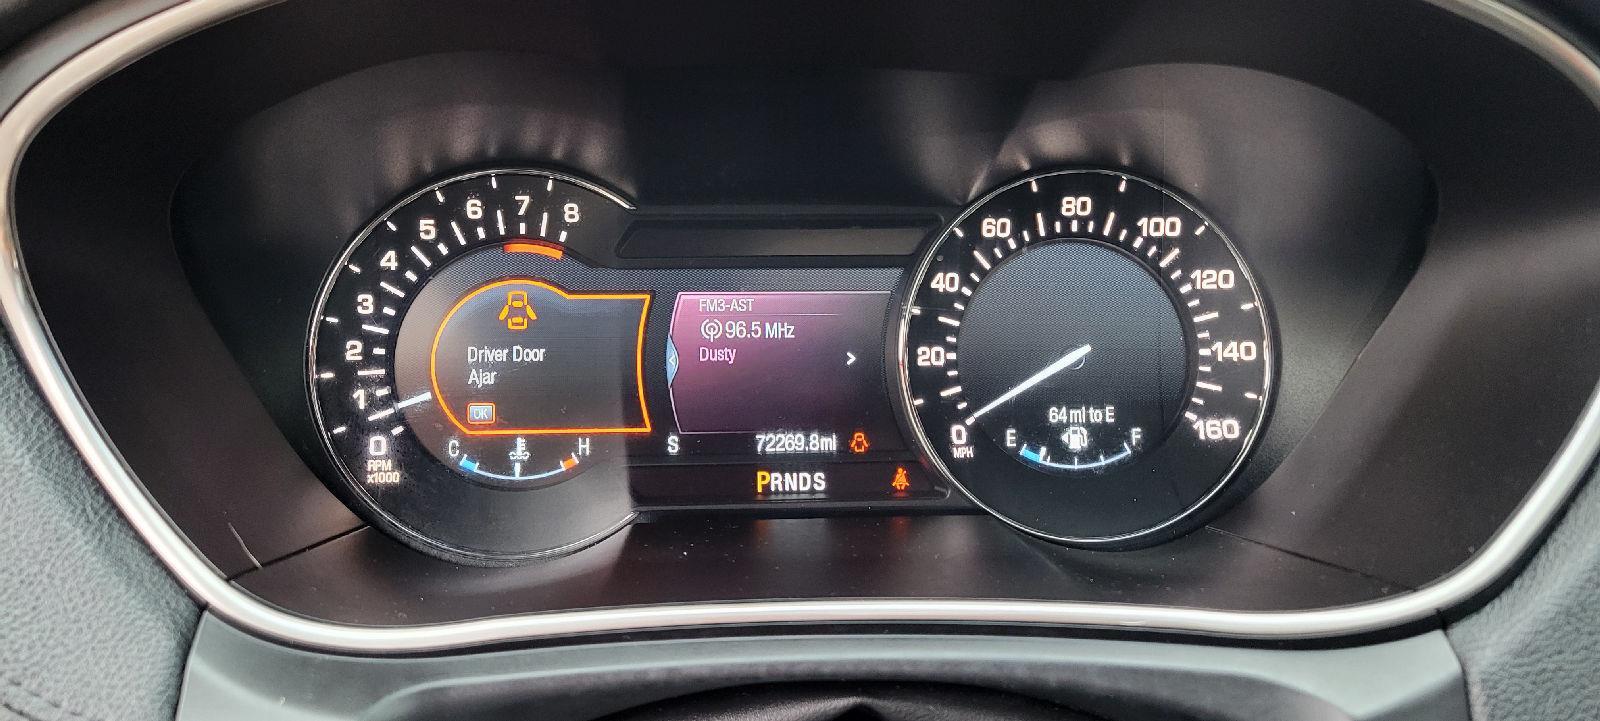 0
1
2
3
4
5
6
7
8
RPM
x1000
Driver Door
Ajar
OK
C
H
FM3-AST
96.5 MHz
Dusty
S
72269.8mi
PRNDS
0
20
40
60
80
100
120
140
160
MPH
64 mi to E
E
F